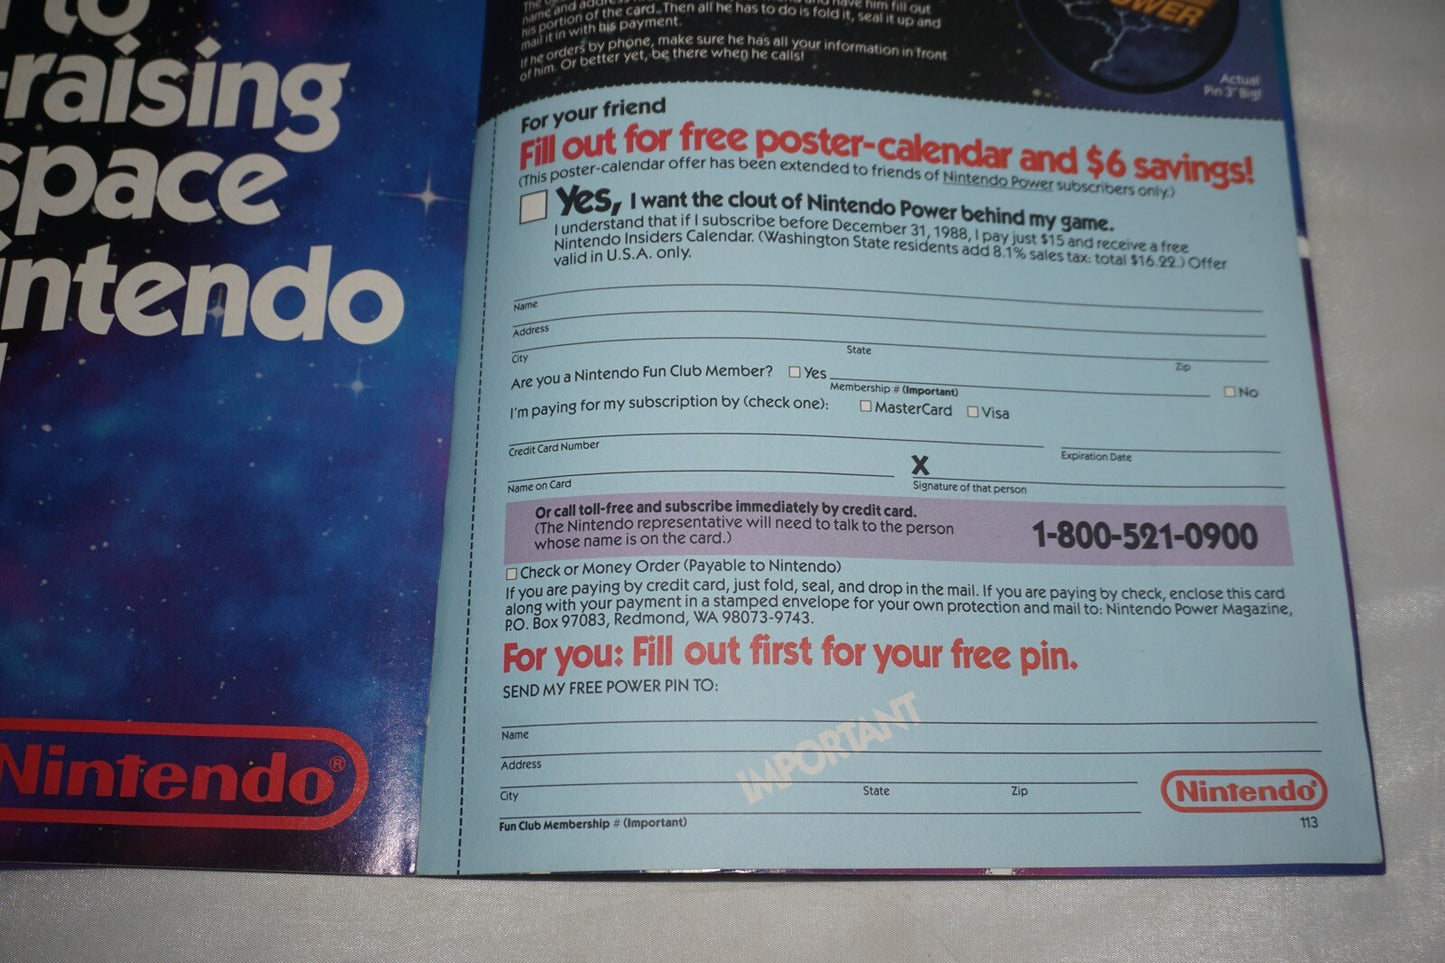 to
-raising
space
intendo
Nintendo®
name and address have him fill out
his portion of the card. Then all he has to do is fold it, seal it up and
mail it in with his payment.
If he orders by phone, make sure he has all your information in front
of him. Or better yet, be there when he calls!
POWER
Actual
Pin 3" Big!
For your friend
Fill out for free poster-calendar and $6 savings!
(This poster-calendar offer has been extended to friends of Nintendo Power subscribers only.)
Yes, I want the clout of Nintendo Power behind my game.
I understand that if I subscribe before December 31, 1988, I pay just $15 and receive a free
Nintendo Insiders Calendar. (Washington State residents add 8.1% sales tax: total $16.22.) Offer
valid in U.S.A. only.
Name
Address
City State Zip
Are you a Nintendo Fun Club Member? Yes No
Membership # (Important)
I'm paying for my subscription by (check one): MasterCard Visa
Credit Card Number Expiration Date
X
Name on Card Signature of that person
Or call toll-free and subscribe immediately by credit card.
(The Nintendo representative will need to talk to the person
whose name is on the card.)
1-800-521-0900
Check or Money Order (Payable to Nintendo)
If you are paying by credit card, just fold, seal, and drop in the mail. If you are paying by check, enclose this card
along with your payment in a stamped envelope for your own protection and mail to: Nintendo Power Magazine,
P.O. Box 97083, Redmond, WA 98073-9743.
For you: Fill out first for your free pin.
SEND MY FREE POWER PIN TO:
IMPORTANT
Name
Address
City State Zip
Fun Club Membership # (Important)
Nintendo®
113